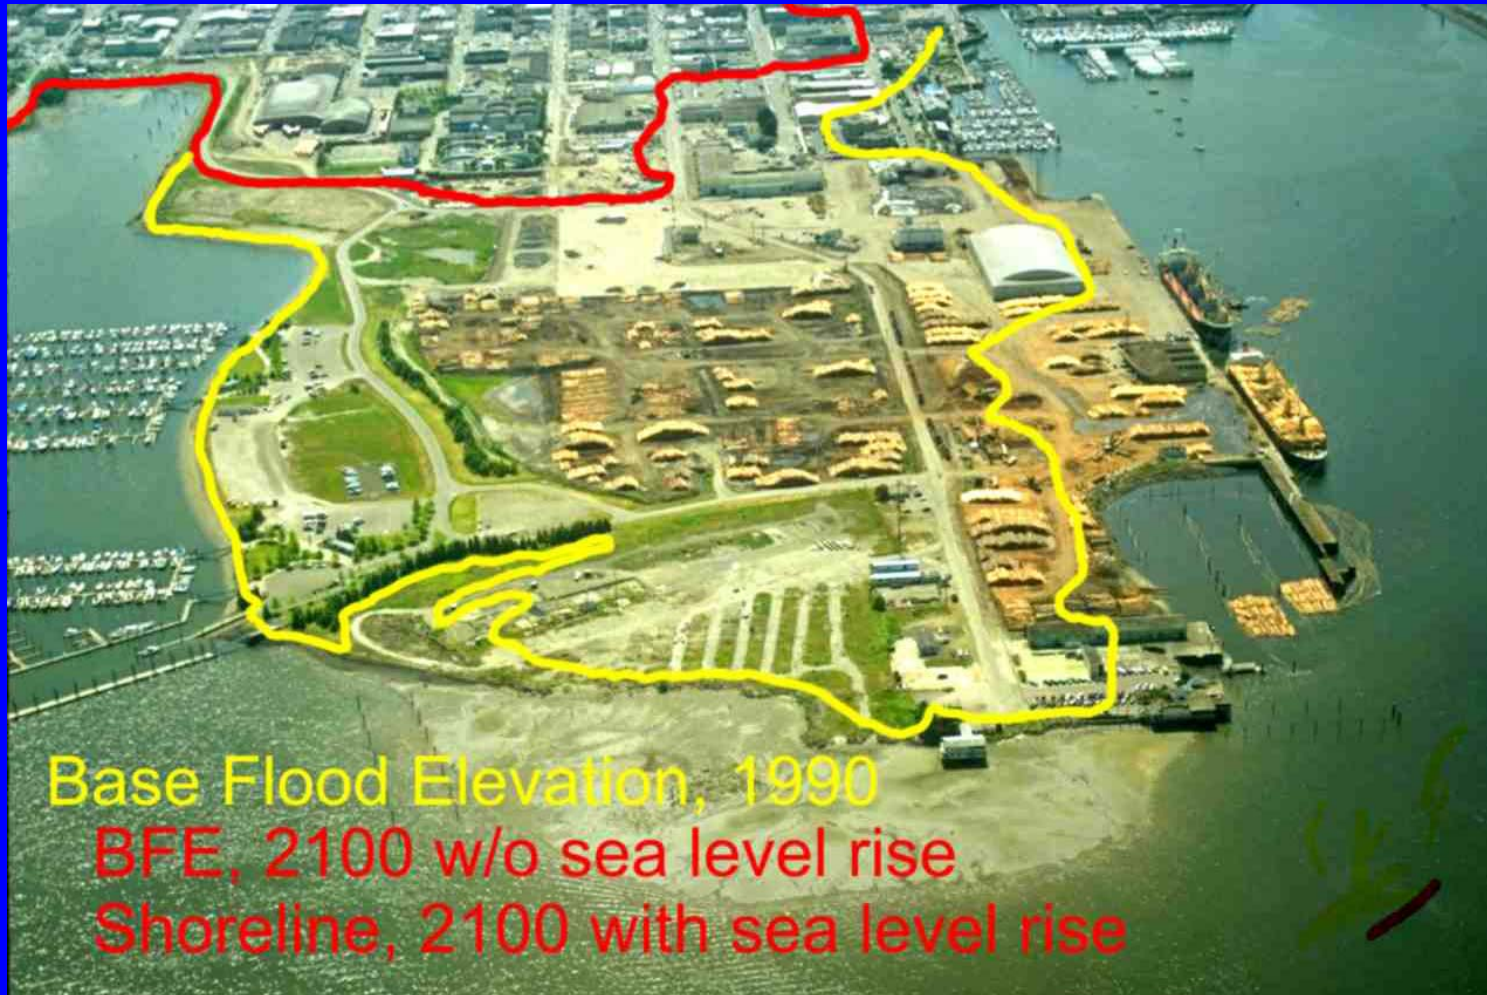 Base Flood Elevation, 1990
BFE, 2100 w/o sea level rise
Shoreline, 2100 with sea level rise